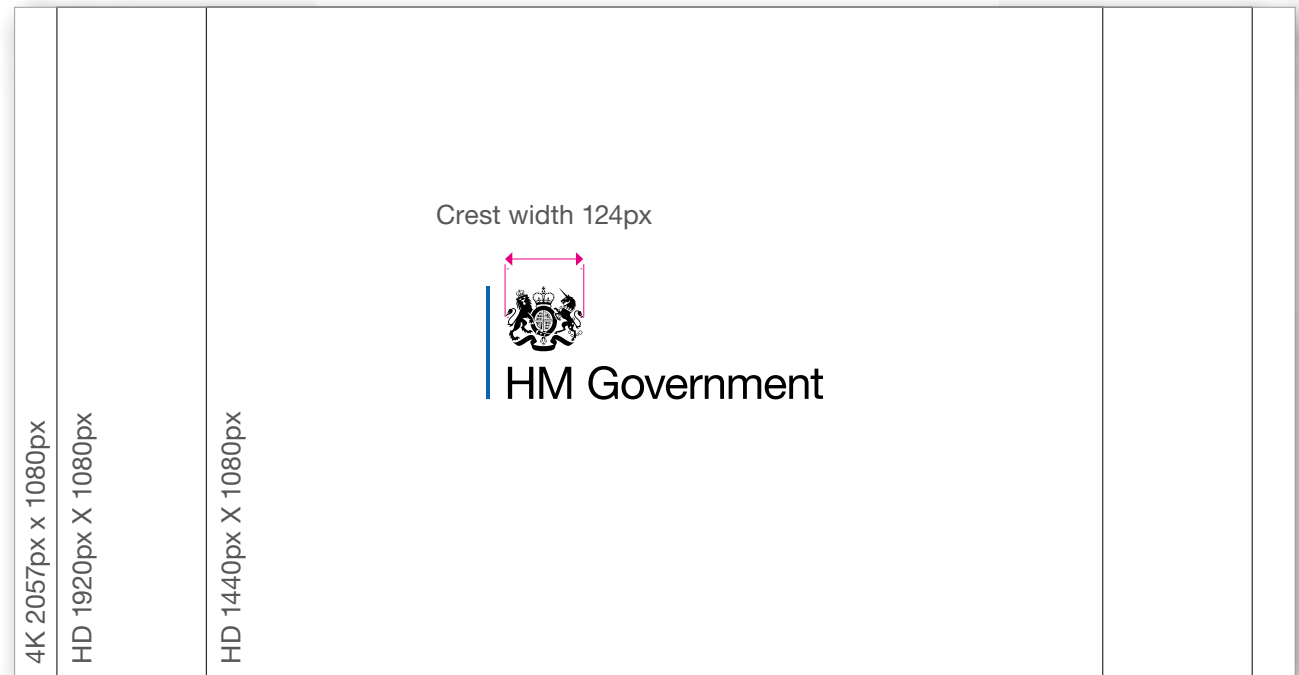 Crest width 124px
HM Government
4K 2057px x 1080px
HD 1920px X 1080px
HD 1440px X 1080px